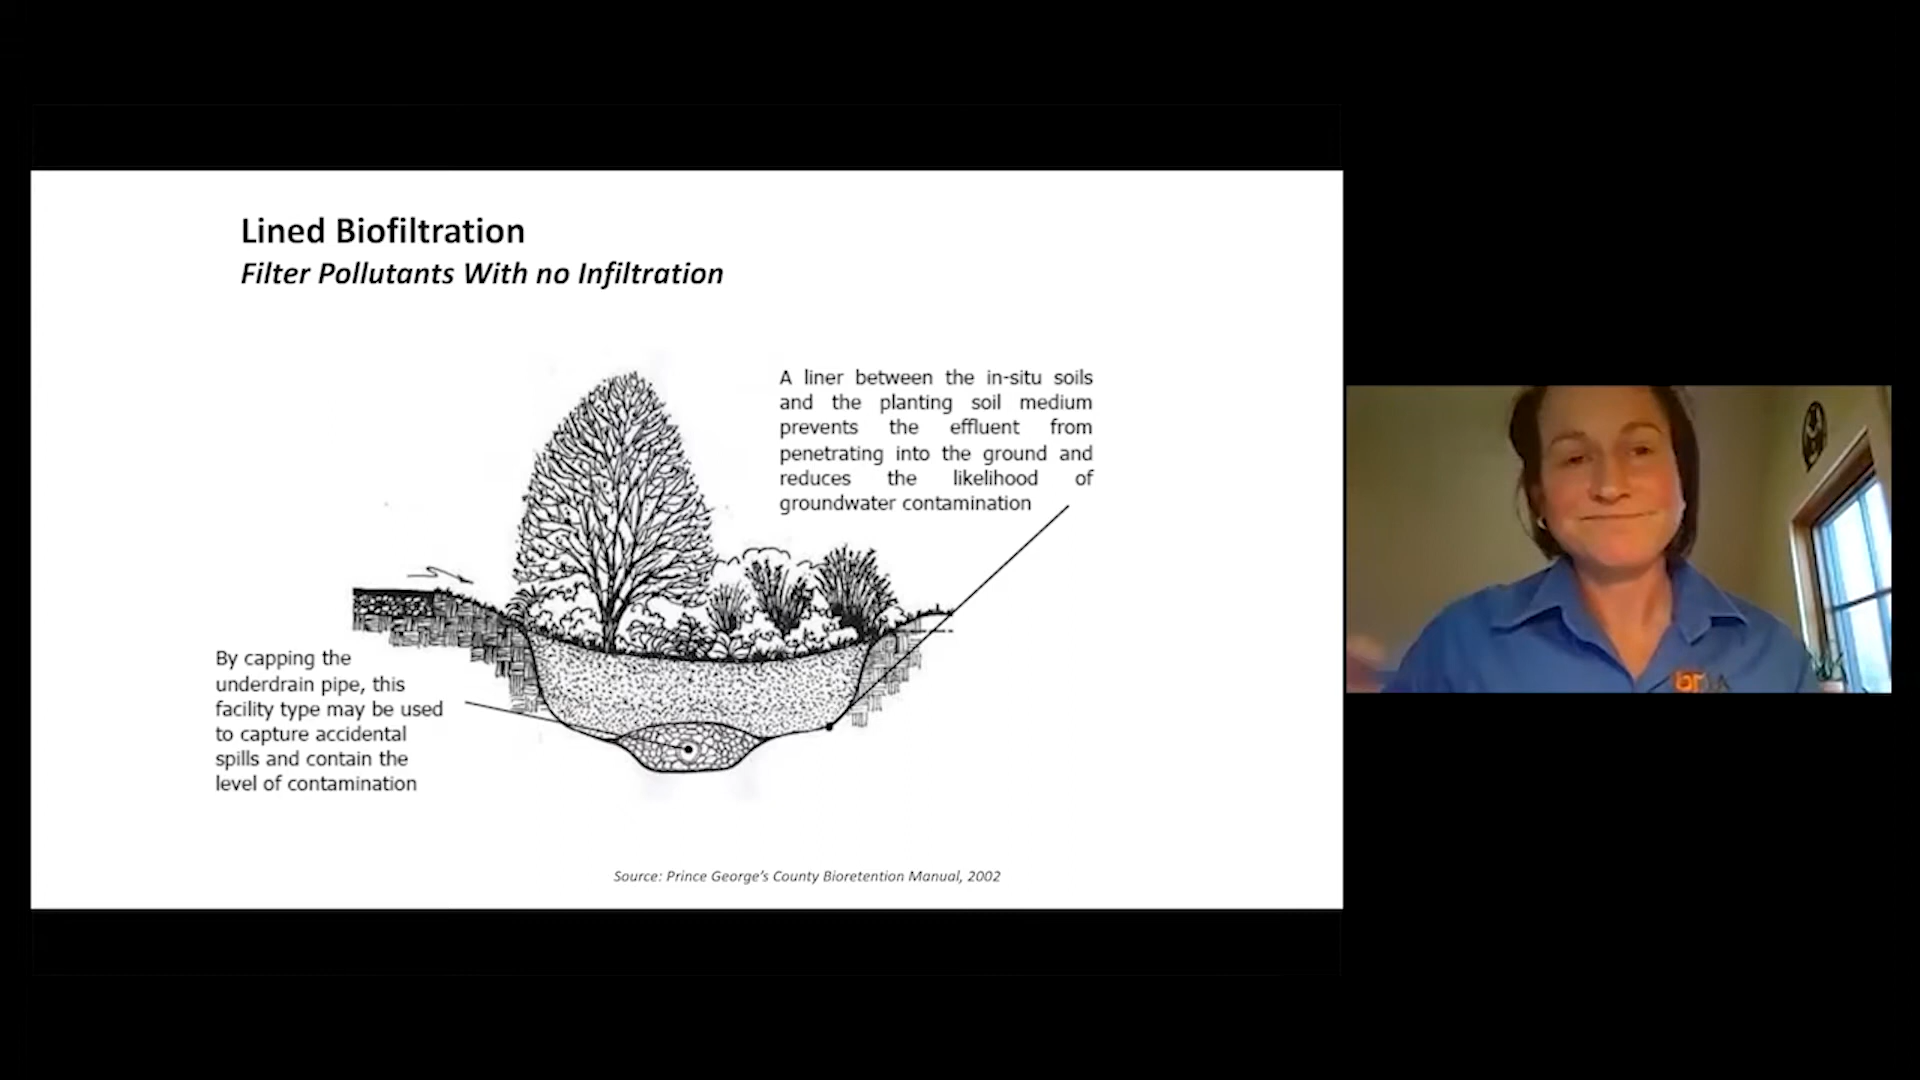 Lined Biofiltration
Filter Pollutants With no Infiltration
A liner between the in-situ soils
and the planting soil medium
prevents the effluent from
penetrating into the ground and
reduces the likelihood of
groundwater contamination
By capping the
underdrain pipe, this
facility type may be used
to capture accidental
spills and contain the
level of contamination
Source: Prince George's County Bioretention Manual, 2002